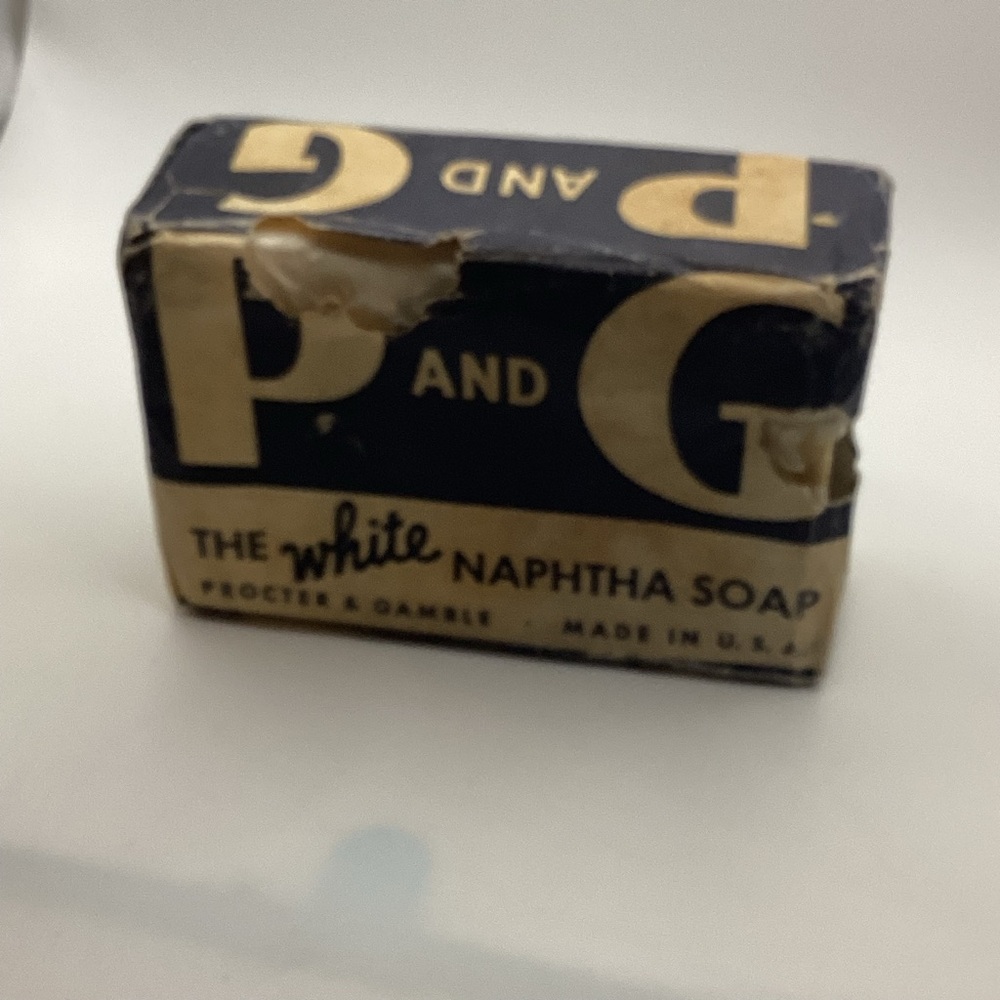 P AND G
P AND G
THE white NAPHTHA SOAP
PROCTER & GAMBLE · MADE IN U.S.A.